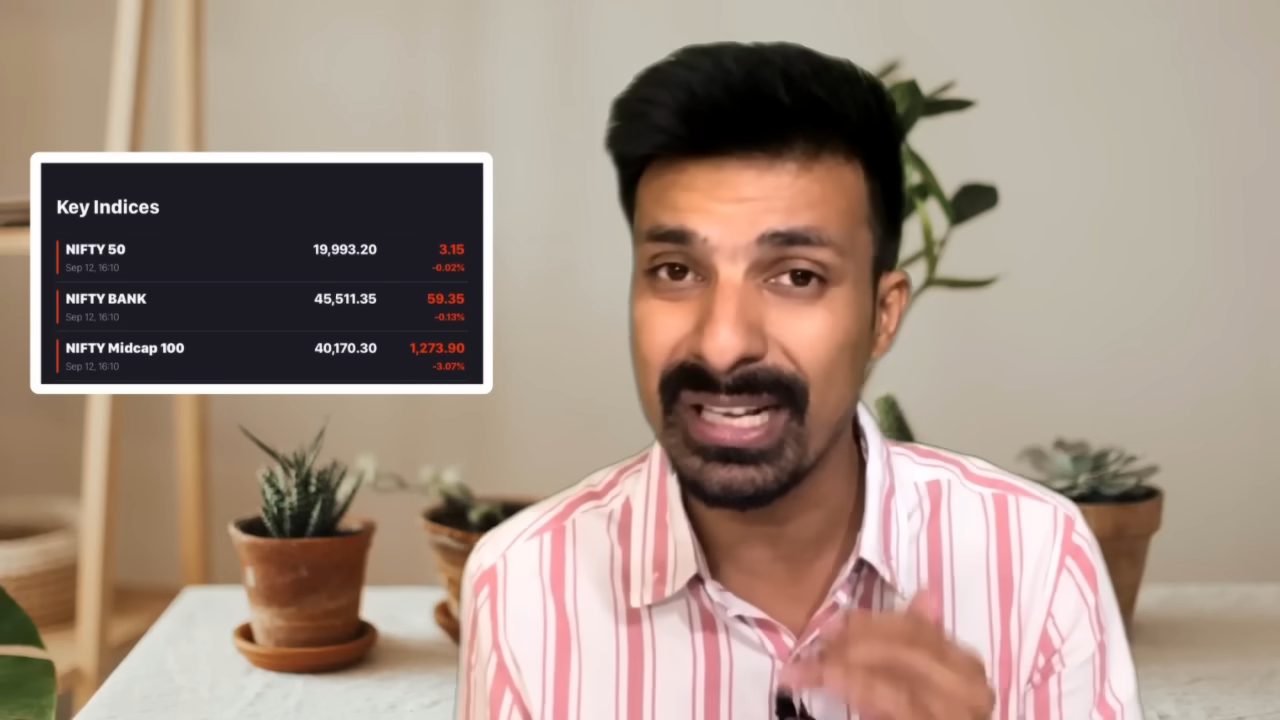 Key Indices
NIFTY 50 19,993.20 3.15
Sep 12, 16:10 -0.02%
NIFTY BANK 45,511.35 59.35
Sep 12, 16:10 -0.13%
NIFTY Midcap 100 40,170.30 1,273.90
Sep 12, 16:10 -3.07%